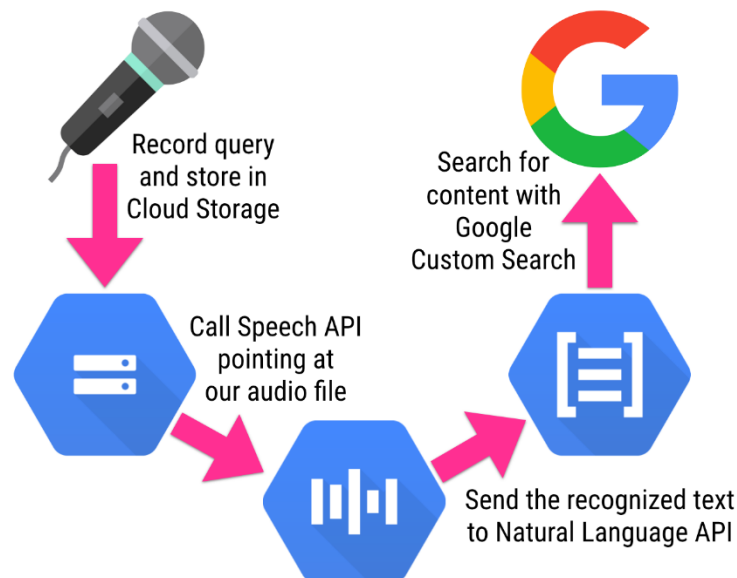 Record query
and store in
Cloud Storage
Search for
content with
Google
Custom Search
Call Speech API
pointing at
our audio file
Send the recognized text
to Natural Language API